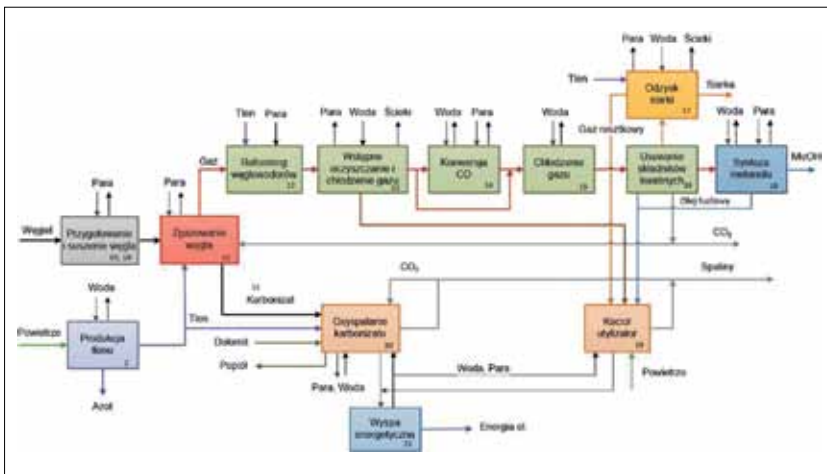 Para Woda Ścieki
Tlen
Odzysk
siarki
Siarka
17
Tlen Para
Para Woda Ścieki
Woda Para
Woda
Gaz resztkowy
Woda Para
Gaz
Reforming
węglowodorów
Wstępne
oczyszczanie i
chłodzenie gazu
Konwersja
CO
Chłodzenie
gazu
Usuwanie
składników
kwaśnych
Synteza
metanolu
MeOH
Para
Para
Węgiel
Przygotowanie
i suszenie węgla
Zgazowanie
węgla
CO₂
Woda
Karbonizat
CO₂
Spaliny
Powietrze
Produkcja
tlenu
Tlen
Oxyspalanie
karbonizatu
Kocioł
utylizator
Dolomit
Popiół
Para, Woda
Woda, Para
Powietrze
Azot
Wyspa
energetyczna
Energia el.